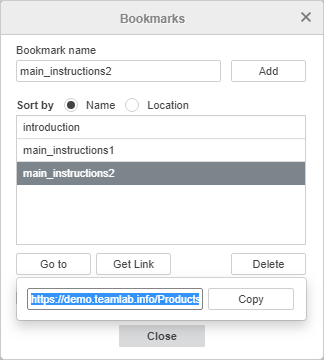 Bookmarks
Bookmark name
main_instructions2 Add
Sort by Name Location
introduction
main_instructions1
main_instructions2
Go to Get Link Delete
https://demo.teamlab.info/Products Copy
Close